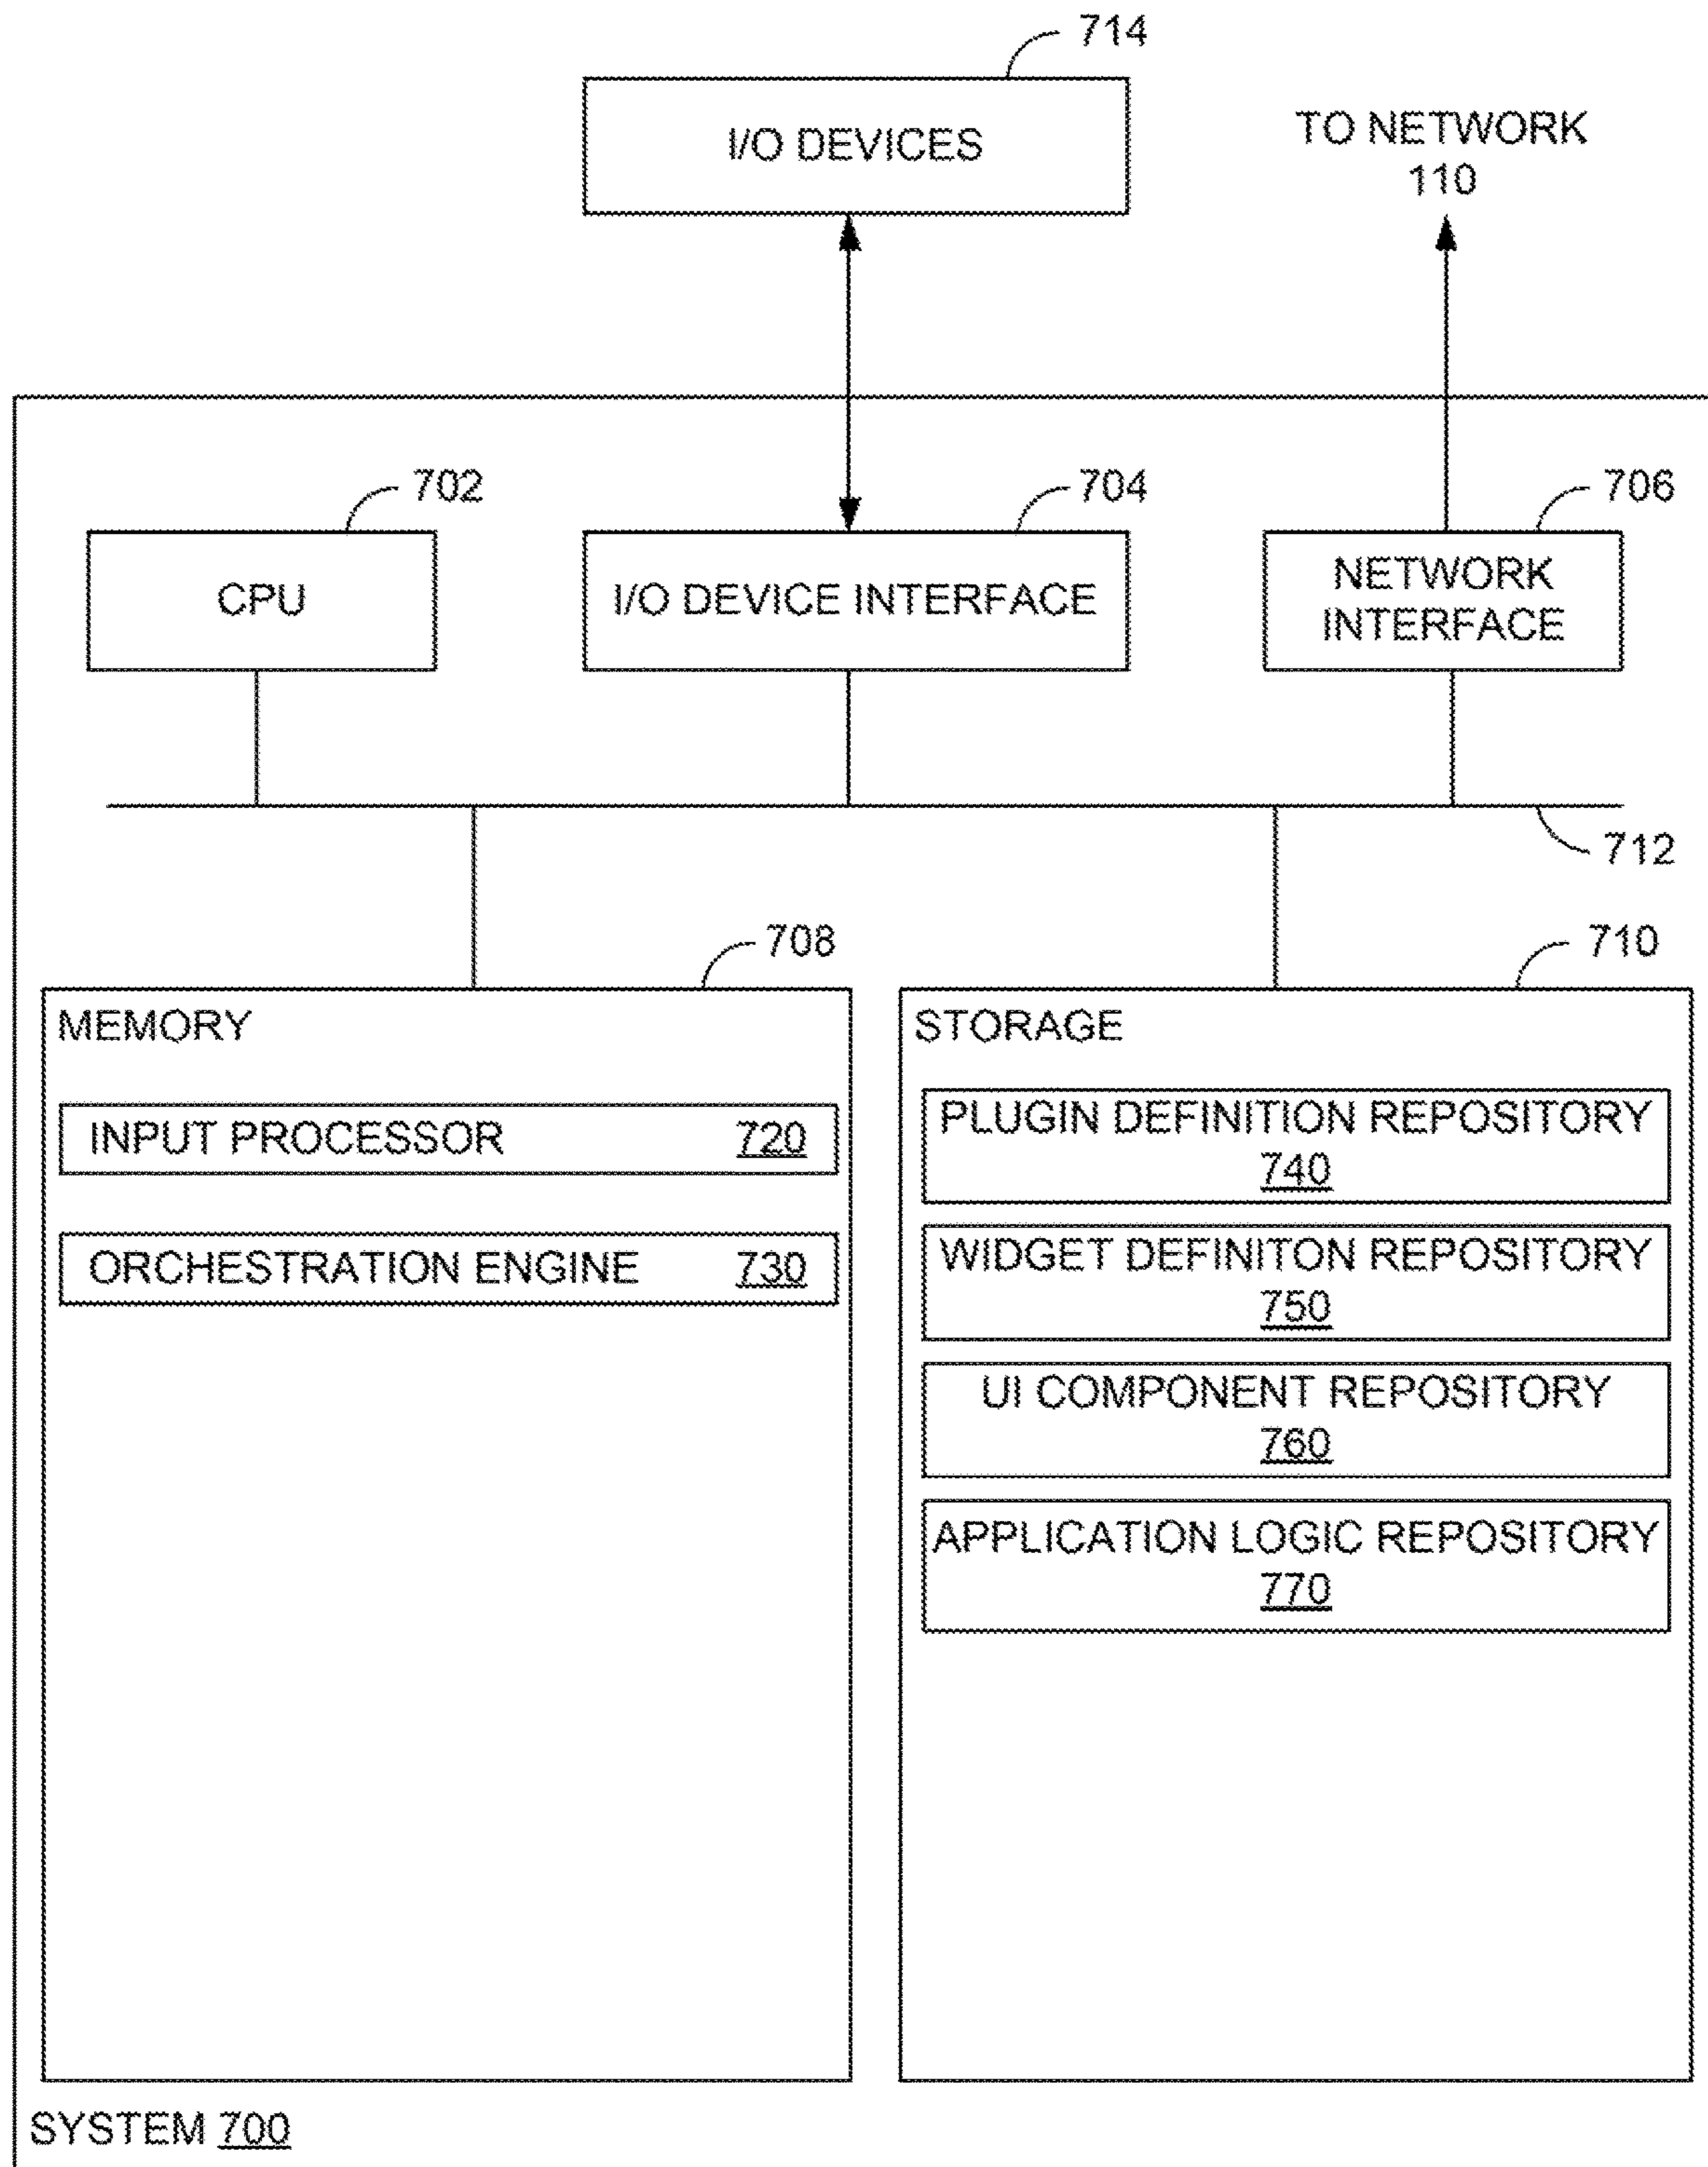 714
I/O DEVICES
TO NETWORK
110
702
704
706
CPU
I/O DEVICE INTERFACE
NETWORK
INTERFACE
712
708
710
MEMORY
INPUT PROCESSOR 720
ORCHESTRATION ENGINE 730
STORAGE
PLUGIN DEFINITION REPOSITORY
740
WIDGET DEFINITON REPOSITORY
750
UI COMPONENT REPOSITORY
760
APPLICATION LOGIC REPOSITORY
770
SYSTEM 700